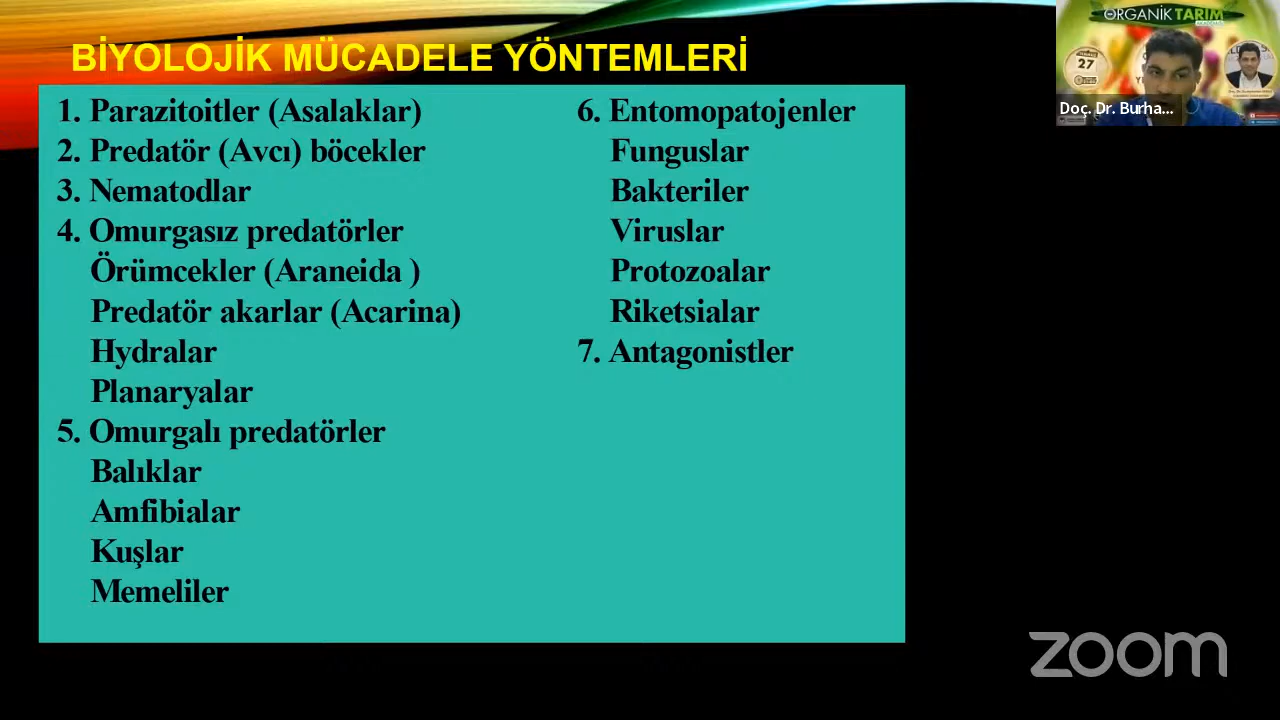 BİYOLOJİK MÜCADELE YÖNTEMLERİ
1. Parazitoitler (Asalaklar)
2. Predatör (Avcı) böcekler
3. Nematodlar
4. Omurgasız predatörler
Örümcekler (Araneida )
Predatör akarlar (Acarina)
Hydralar
Planaryalar
5. Omurgalı predatörler
Balıklar
Amfibialar
Kuşlar
Memeliler
6. Entomopatojenler
Funguslar
Bakteriler
Viruslar
Protozoalar
Riketsialar
7. Antagonistler
ORGANİK TARIM
27
Doç. Dr. Burha...
zoom